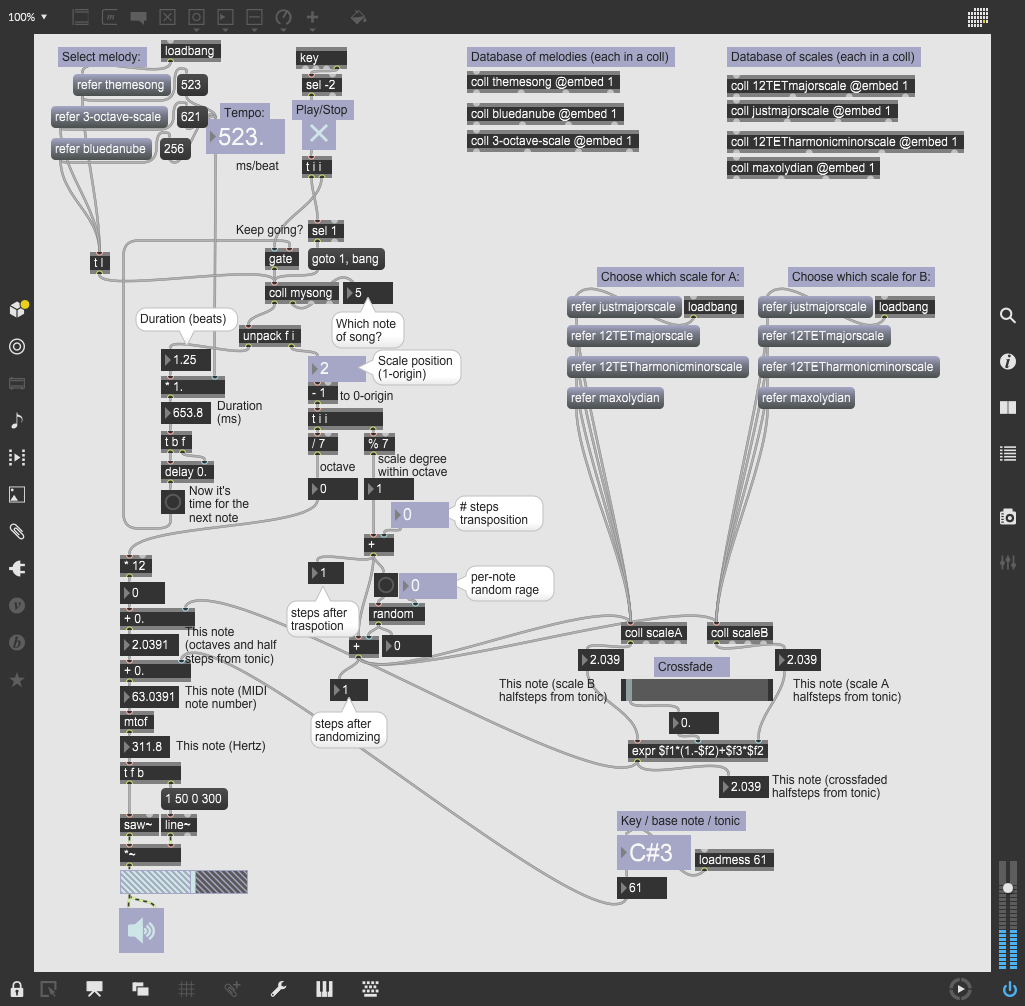 100%
Select melody:
loadbang
refer themesong
523
refer 3-octave-scale
621
refer bluedanube
256
Tempo:
523.
ms/beat
key
sel -2
Play/Stop
t i i
Database of melodies (each in a coll)
coll themesong @embed 1
coll bluedanube @embed 1
coll 3-octave-scale @embed 1
Database of scales (each in a coll)
coll 12TETmajorscale @embed 1
coll justmajorscale @embed 1
coll 12TETharmonicminorscale @embed 1
coll maxolydian @embed 1
Keep going?
sel 1
t l
gate
goto 1, bang
coll mysong
5
Which note
of song?
Duration (beats)
unpack f i
1.25
* 1.
653.8
Duration
(ms)
t b f
delay 0.
Now it's
time for the
next note
2
Scale position
(1-origin)
- 1
to 0-origin
t i i
/ 7
% 7
octave
scale degree
within octave
0
1
0
# steps
transposition
+
1
steps after
traspotion
0
per-note
random rage
random
+
0
1
steps after
randomizing
* 12
0
+ 0.
2.0391
This note
(octaves and half
steps from tonic)
+ 0.
63.0391
This note (MIDI
note number)
mtof
311.8
This note (Hertz)
t f b
1 50 0 300
saw~
line~
*~
Choose which scale for A:
refer justmajorscale
loadbang
refer 12TETmajorscale
refer 12TETharmonicminorscale
refer maxolydian
Choose which scale for B:
refer justmajorscale
loadbang
refer 12TETmajorscale
refer 12TETharmonicminorscale
refer maxolydian
coll scaleA
coll scaleB
2.039
Crossfade
2.039
This note (scale B
halfsteps from tonic)
This note (scale A
halfsteps from tonic)
0.
expr $f1*(1.-$f2)+$f3*$f2
2.039
This note (crossfaded
halfsteps from tonic)
Key / base note / tonic
C#3
loadmess 61
61